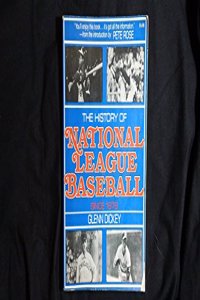 "You'll enjoy this book... it's got all the information."
—from the introduction by PETE ROSE
THE HISTORY OF
NATIONAL
LEAGUE
BASEBALL
SINCE 1876
GLENN DICKEY